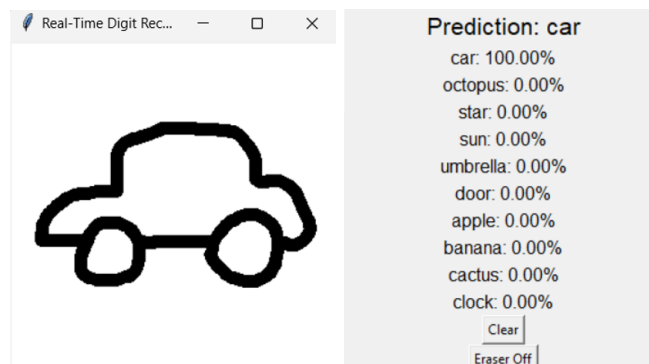 Real-Time Digit Rec...
Prediction: car
car: 100.00%
octopus: 0.00%
star: 0.00%
sun: 0.00%
umbrella: 0.00%
door: 0.00%
apple: 0.00%
banana: 0.00%
cactus: 0.00%
clock: 0.00%
Clear
Eraser Off